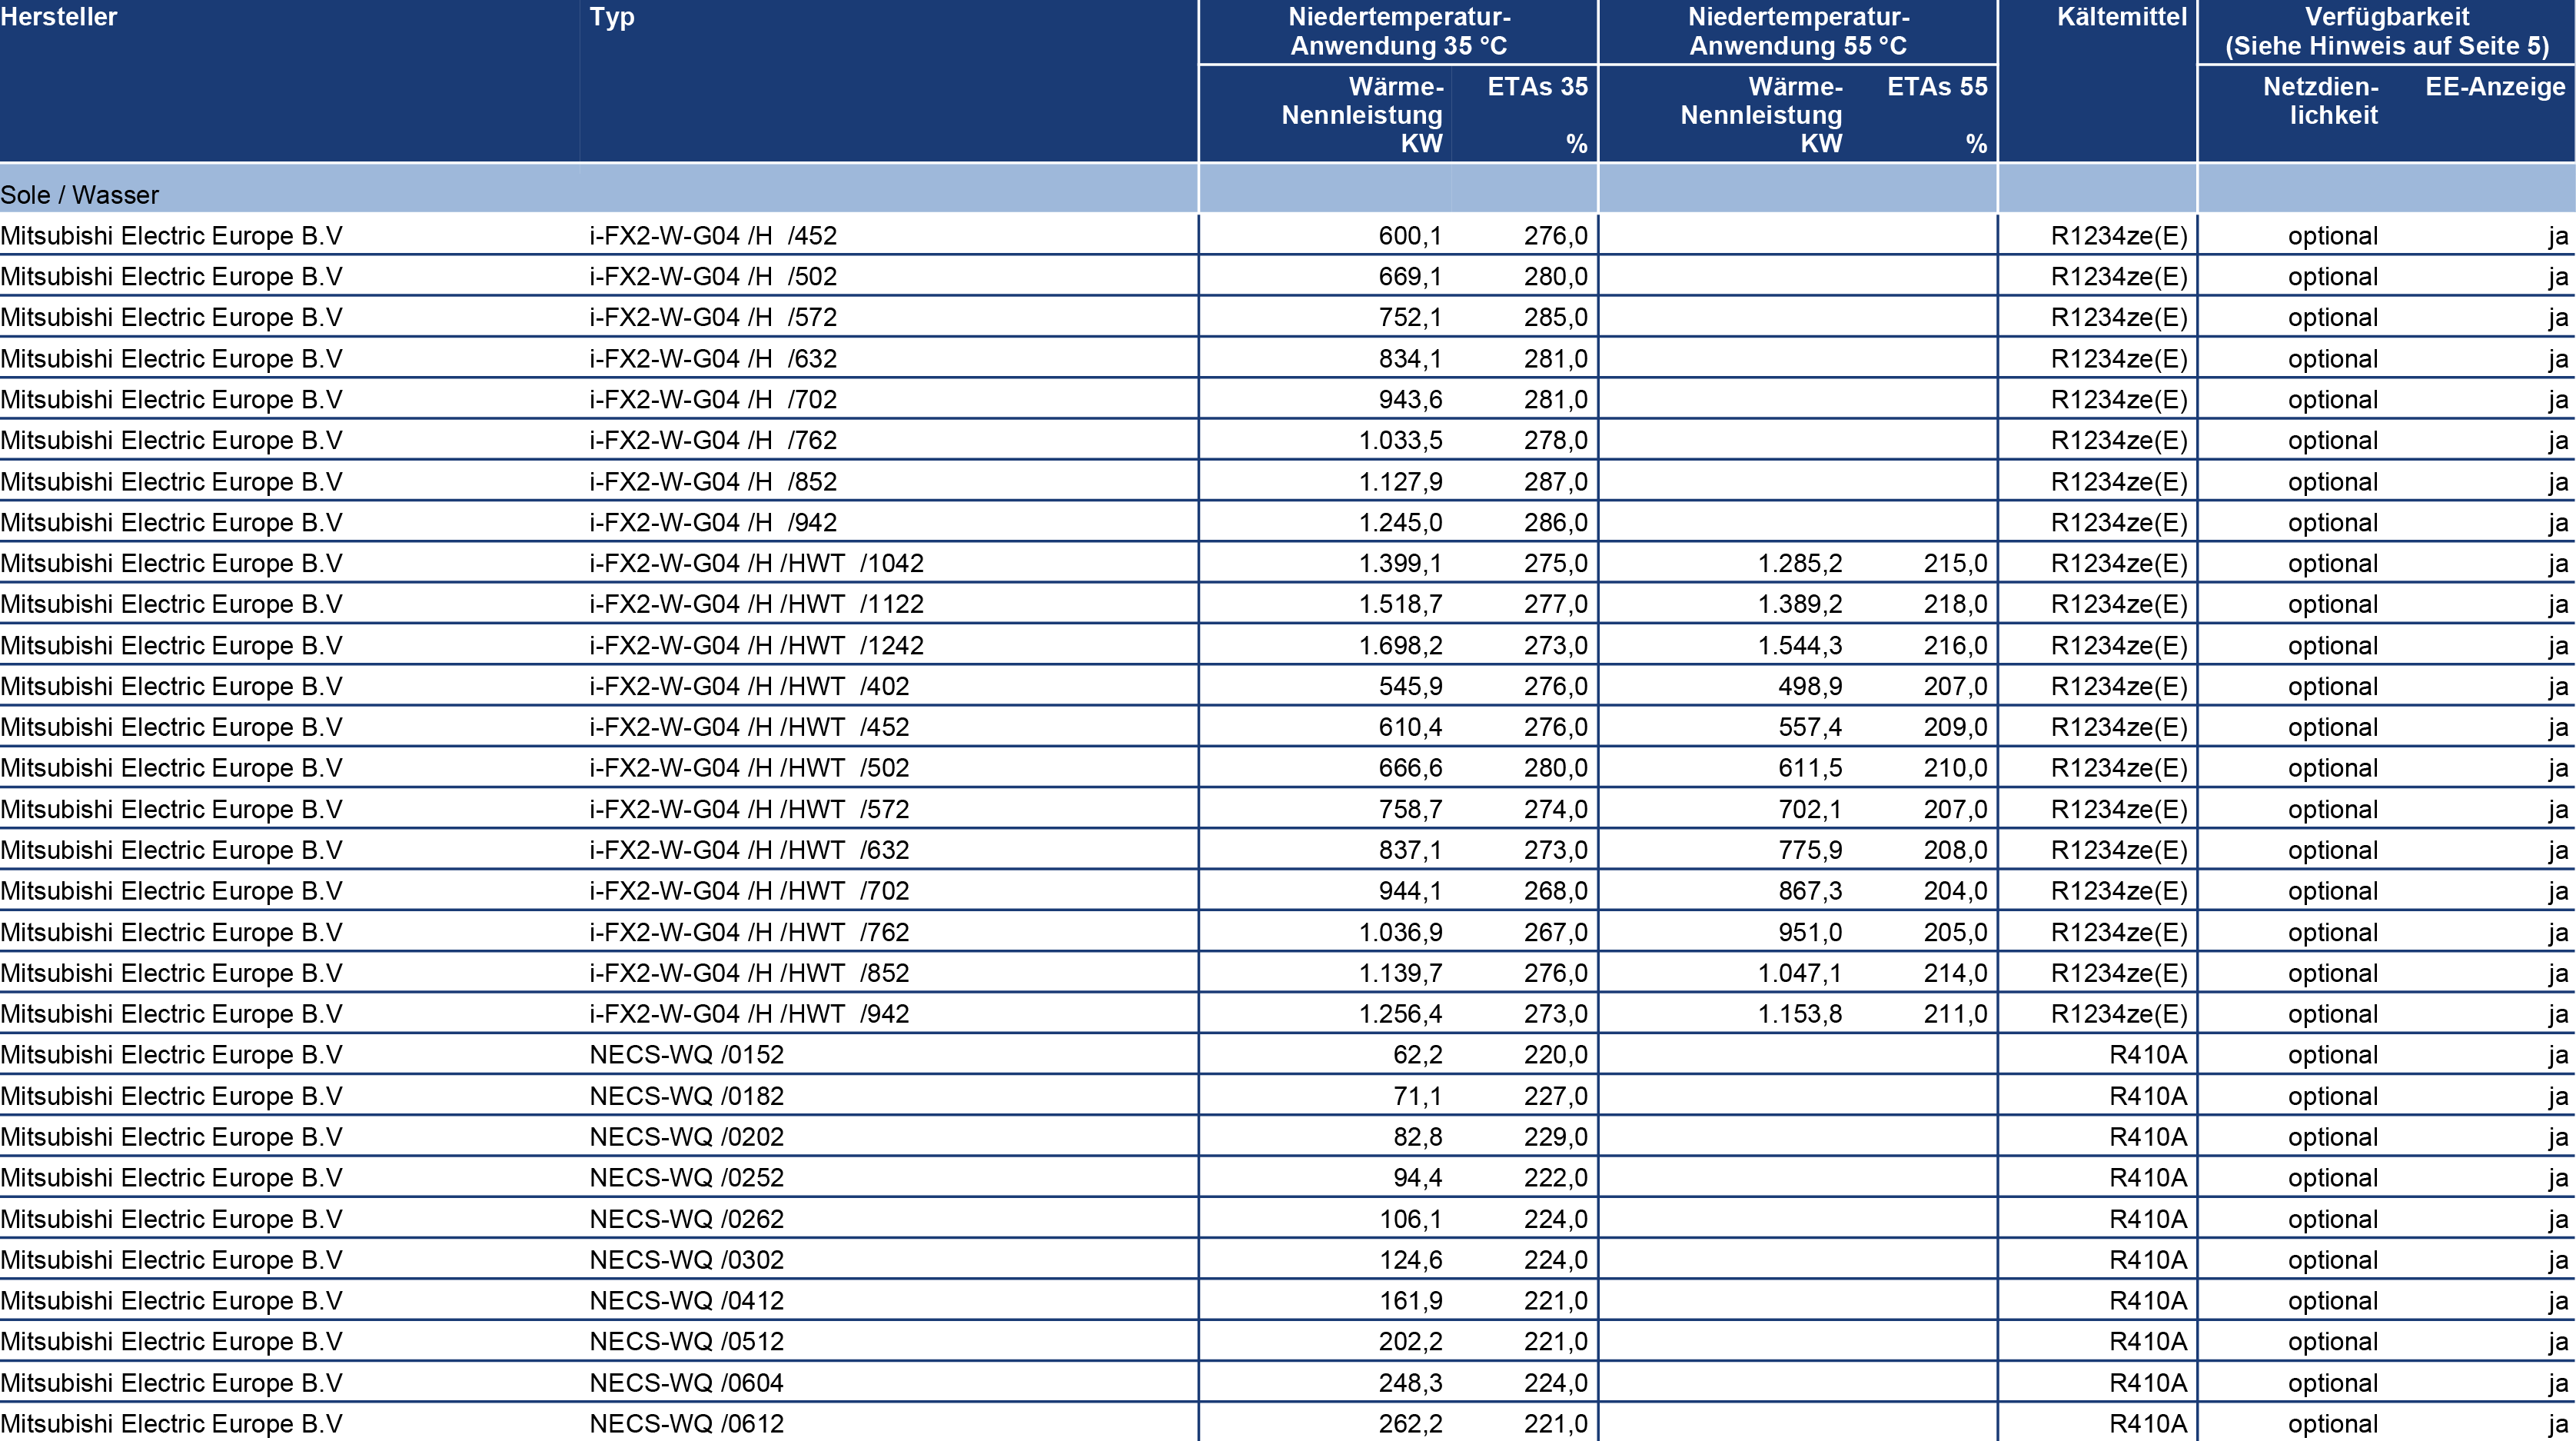 Hersteller Typ Niedertemperatur- Niedertemperatur- Kältemittel Verfügbarkeit
Anwendung 35 °C Anwendung 55 °C (Siehe Hinweis auf Seite 5)
Wärme- ETAs 35 Wärme- ETAs 55 Netzdien- EE-Anzeige
Nennleistung Nennleistung lichkeit
KW % KW %
Sole / Wasser
Mitsubishi Electric Europe B.V i-FX2-W-G04 /H /452 600,1 276,0 R1234ze(E) optional ja
Mitsubishi Electric Europe B.V i-FX2-W-G04 /H /502 669,1 280,0 R1234ze(E) optional ja
Mitsubishi Electric Europe B.V i-FX2-W-G04 /H /572 752,1 285,0 R1234ze(E) optional ja
Mitsubishi Electric Europe B.V i-FX2-W-G04 /H /632 834,1 281,0 R1234ze(E) optional ja
Mitsubishi Electric Europe B.V i-FX2-W-G04 /H /702 943,6 281,0 R1234ze(E) optional ja
Mitsubishi Electric Europe B.V i-FX2-W-G04 /H /762 1.033,5 278,0 R1234ze(E) optional ja
Mitsubishi Electric Europe B.V i-FX2-W-G04 /H /852 1.127,9 287,0 R1234ze(E) optional ja
Mitsubishi Electric Europe B.V i-FX2-W-G04 /H /942 1.245,0 286,0 R1234ze(E) optional ja
Mitsubishi Electric Europe B.V i-FX2-W-G04 /H /HWT /1042 1.399,1 275,0 1.285,2 215,0 R1234ze(E) optional ja
Mitsubishi Electric Europe B.V i-FX2-W-G04 /H /HWT /1122 1.518,7 277,0 1.389,2 218,0 R1234ze(E) optional ja
Mitsubishi Electric Europe B.V i-FX2-W-G04 /H /HWT /1242 1.698,2 273,0 1.544,3 216,0 R1234ze(E) optional ja
Mitsubishi Electric Europe B.V i-FX2-W-G04 /H /HWT /402 545,9 276,0 498,9 207,0 R1234ze(E) optional ja
Mitsubishi Electric Europe B.V i-FX2-W-G04 /H /HWT /452 610,4 276,0 557,4 209,0 R1234ze(E) optional ja
Mitsubishi Electric Europe B.V i-FX2-W-G04 /H /HWT /502 666,6 280,0 611,5 210,0 R1234ze(E) optional ja
Mitsubishi Electric Europe B.V i-FX2-W-G04 /H /HWT /572 758,7 274,0 702,1 207,0 R1234ze(E) optional ja
Mitsubishi Electric Europe B.V i-FX2-W-G04 /H /HWT /632 837,1 273,0 775,9 208,0 R1234ze(E) optional ja
Mitsubishi Electric Europe B.V i-FX2-W-G04 /H /HWT /702 944,1 268,0 867,3 204,0 R1234ze(E) optional ja
Mitsubishi Electric Europe B.V i-FX2-W-G04 /H /HWT /762 1.036,9 267,0 951,0 205,0 R1234ze(E) optional ja
Mitsubishi Electric Europe B.V i-FX2-W-G04 /H /HWT /852 1.139,7 276,0 1.047,1 214,0 R1234ze(E) optional ja
Mitsubishi Electric Europe B.V i-FX2-W-G04 /H /HWT /942 1.256,4 273,0 1.153,8 211,0 R1234ze(E) optional ja
Mitsubishi Electric Europe B.V NECS-WQ /0152 62,2 220,0 R410A optional ja
Mitsubishi Electric Europe B.V NECS-WQ /0182 71,1 227,0 R410A optional ja
Mitsubishi Electric Europe B.V NECS-WQ /0202 82,8 229,0 R410A optional ja
Mitsubishi Electric Europe B.V NECS-WQ /0252 94,4 222,0 R410A optional ja
Mitsubishi Electric Europe B.V NECS-WQ /0262 106,1 224,0 R410A optional ja
Mitsubishi Electric Europe B.V NECS-WQ /0302 124,6 224,0 R410A optional ja
Mitsubishi Electric Europe B.V NECS-WQ /0412 161,9 221,0 R410A optional ja
Mitsubishi Electric Europe B.V NECS-WQ /0512 202,2 221,0 R410A optional ja
Mitsubishi Electric Europe B.V NECS-WQ /0604 248,3 224,0 R410A optional ja
Mitsubishi Electric Europe B.V NECS-WQ /0612 262,2 221,0 R410A optional ja